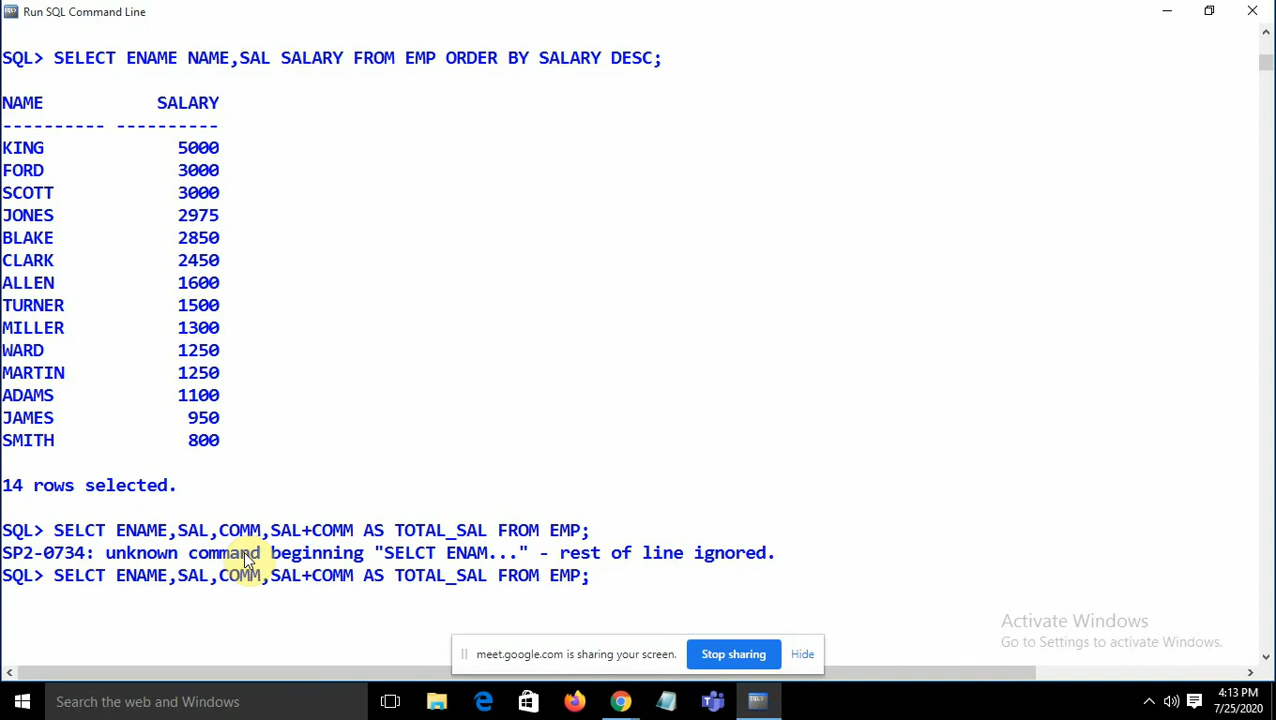 Run SQL Command Line
SQL> SELECT ENAME NAME,SAL SALARY FROM EMP ORDER BY SALARY DESC;
NAME SALARY
---------- ----------
KING 5000
FORD 3000
SCOTT 3000
JONES 2975
BLAKE 2850
CLARK 2450
ALLEN 1600
TURNER 1500
MILLER 1300
WARD 1250
MARTIN 1250
ADAMS 1100
JAMES 950
SMITH 800
14 rows selected.
SQL> SELCT ENAME,SAL,COMM,SAL+COMM AS TOTAL_SAL FROM EMP;
SP2-0734: unknown command beginning "SELCT ENAM..." - rest of line ignored.
SQL> SELCT ENAME,SAL,COMM,SAL+COMM AS TOTAL_SAL FROM EMP;
Activate Windows
Go to Settings to activate Windows.
meet.google.com is sharing your screen. Stop sharing Hide
Search the web and Windows
4:13 PM
7/25/2020